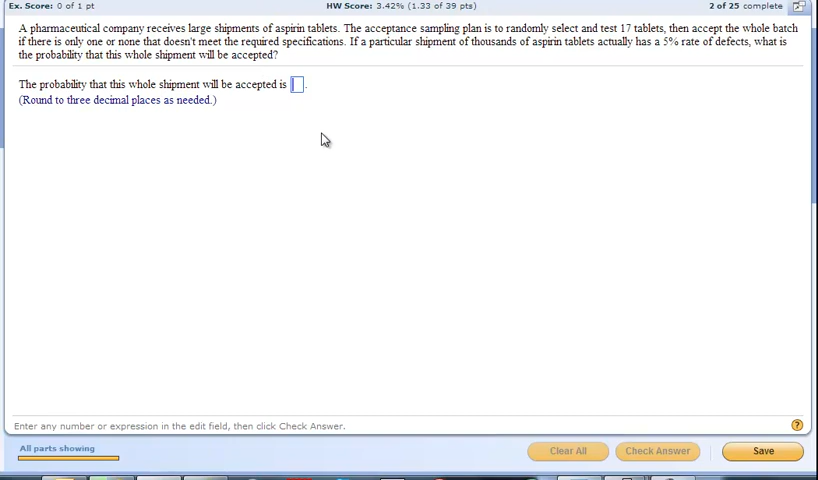 Ex. Score: 0 of 1 pt HW Score: 3.42% (1.33 of 39 pts) 2 of 25 complete
A pharmaceutical company receives large shipments of aspirin tablets. The acceptance sampling plan is to randomly select and test 17 tablets, then accept the whole batch
if there is only one or none that doesn't meet the required specifications. If a particular shipment of thousands of aspirin tablets actually has a 5% rate of defects, what is
the probability that this whole shipment will be accepted?
The probability that this whole shipment will be accepted is .
(Round to three decimal places as needed.)
Enter any number or expression in the edit field, then click Check Answer.
?
All parts showing
Clear All Check Answer Save